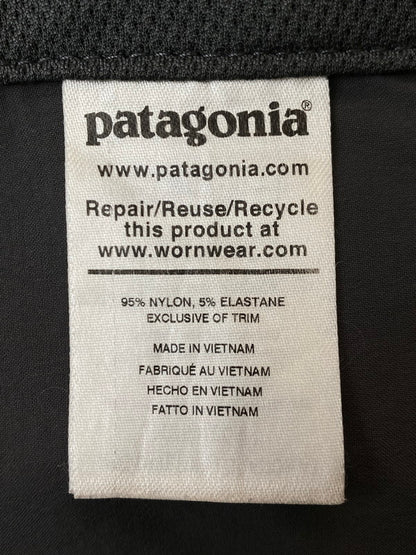 patagonia®
www.patagonia.com
Repair/Reuse/Recycle
this product at
www.wornwear.com
95% NYLON, 5% ELASTANE
EXCLUSIVE OF TRIM
MADE IN VIETNAM
FABRIQUÉ AU VIETNAM
HECHO EN VIETNAM
FATTO IN VIETNAM